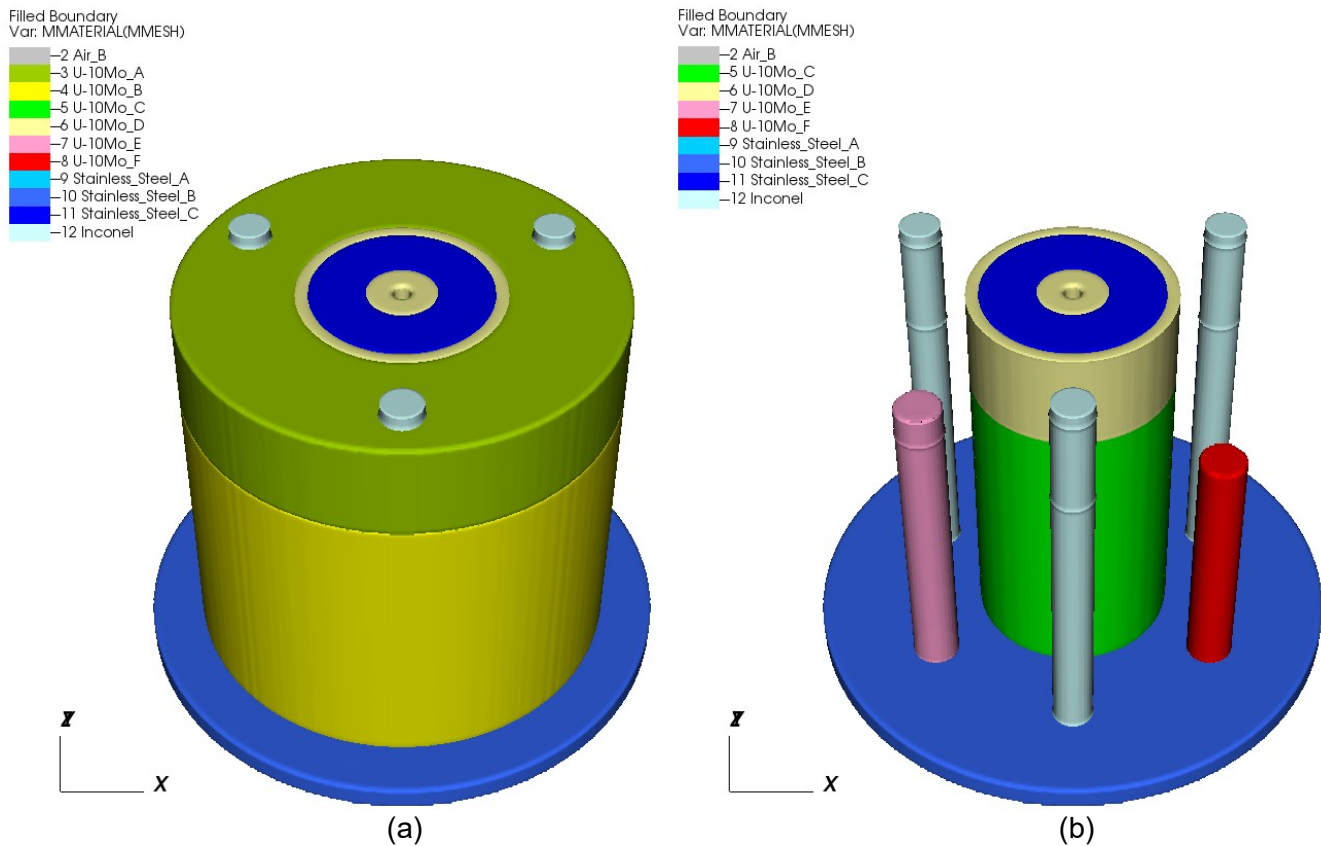 Filled Boundary
Var: MMATERIAL(MMESH)
2 Air_B
3 U-10Mo_A
4 U-10Mo_B
5 U-10Mo_C
6 U-10Mo_D
7 U-10Mo_E
8 U-10Mo_F
9 Stainless_Steel_A
10 Stainless_Steel_B
11 Stainless_Steel_C
12 Inconel
X
(a)
Filled Boundary
Var: MMATERIAL(MMESH)
2 Air_B
5 U-10Mo_C
6 U-10Mo_D
7 U-10Mo_E
8 U-10Mo_F
9 Stainless_Steel_A
10 Stainless_Steel_B
11 Stainless_Steel_C
12 Inconel
X
(b)